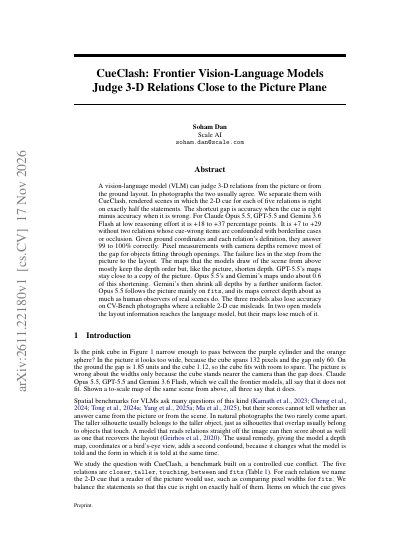 CueClash: Frontier Vision-Language Models
Judge 3-D Relations Close to the Picture Plane
Soham Dan
Scale AI
soham.dan@scale.com
Abstract
A vision-language model (VLM) can judge 3-D relations from the picture or from
the ground layout. In photographs the two usually agree. We separate them with
CueClash, rendered scenes in which the 2-D cue for each of five relations is right
on exactly half the statements. The shortcut gap is accuracy when the cue is right
minus accuracy when it is wrong. For Claude Opus 5.5, GPT-5.5 and Gemini 3.6
Flash at low reasoning effort it is +18 to +37 percentage points. It is +7 to +29
without two relations whose cue-wrong items are confounded with borderline cases
or occlusion. Given ground coordinates and each relation's definition, they answer
99 to 100% correctly. Pixel measurements with camera depths remove most of
the gap for objects fitting through openings. The failure lies in the step from the
picture to the layout. The maps that the models draw of the scene from above
mostly keep the depth order but, like the picture, shorten depth. GPT-5.5's maps
stay close to a copy of the picture. Opus 5.5's and Gemini's maps undo about 0.6
of this shortening. Gemini's then shrink all depths by a further uniform factor.
Opus 5.5 follows the picture mainly on fits, and its maps correct depth about as
much as human observers of real scenes do. The three models also lose accuracy
on CV-Bench photographs where a reliable 2-D cue misleads. In two open models
the layout information reaches the language model, but their maps lose much of it.
1 Introduction
Is the pink cube in Figure 1 narrow enough to pass between the purple cylinder and the orange
sphere? In the picture it looks too wide, because the cube spans 132 pixels and the gap only 60. On
the ground the gap is 1.85 units and the cube 1.12, so the cube fits with room to spare. The picture is
wrong about the widths only because the cube stands nearer the camera than the gap does. Claude
Opus 5.5, GPT-5.5 and Gemini 3.6 Flash, which we call the frontier models, all say that it does not
fit. Shown a to-scale map of the same scene from above, all three say that it does.
Spatial benchmarks for VLMs ask many questions of this kind (Kamath et al., 2023; Cheng et al.,
2024; Tong et al., 2024a; Yang et al., 2025a; Ma et al., 2025), but their scores cannot tell whether an
answer came from the picture or from the scene. In natural photographs the two rarely come apart.
The taller silhouette usually belongs to the taller object, just as silhouettes that overlap usually belong
to objects that touch. A model that reads relations straight off the image can then score about as well
as one that recovers the layout (Geirhos et al., 2020). The usual remedy, giving the model a depth
map, coordinates or a bird's-eye view, adds a second confound, because it changes what the model is
told and the form in which it is told at the same time.
We study the question with CueClash, a benchmark built on a controlled cue conflict. The five
relations are closer, taller, touching, between and fits (Table 1). For each relation we name
the 2-D cue that a reader of the picture would use, such as comparing pixel widths for fits. We
balance the statements so that this cue is right on exactly half of them. Items on which the cue gives
Preprint.
arXiv:2611.22180v1 [cs.CV] 17 Nov 2026